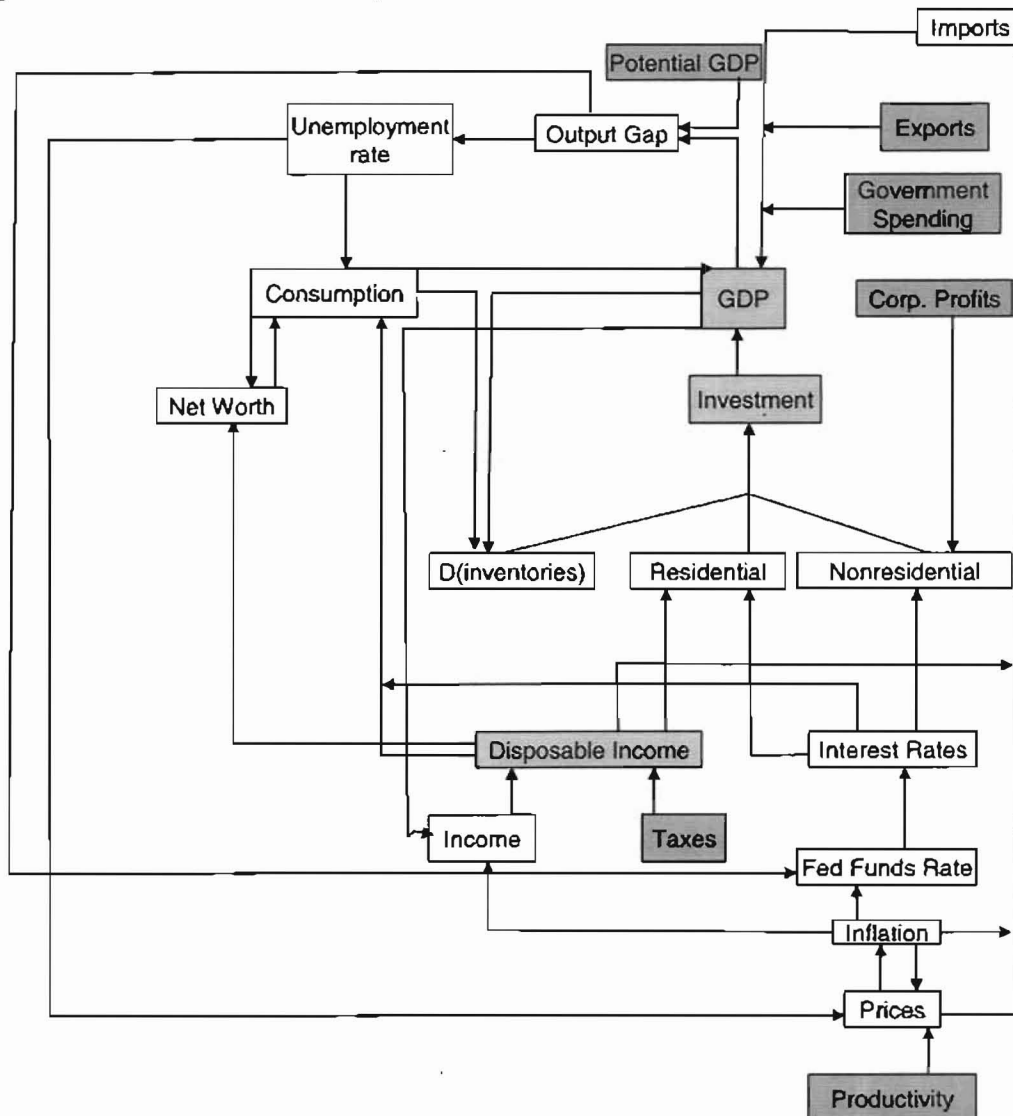 Imports
Potential GDP
Unemployment
rate
Output Gap
Exports
Government
Spending
Consumption
GDP
Corp. Profits
Net Worth
Investment
D(inventories)
Residential
Nonresidential
Disposable Income
Interest Rates
Income
Taxes
Fed Funds Rate
Inflation
Prices
Productivity